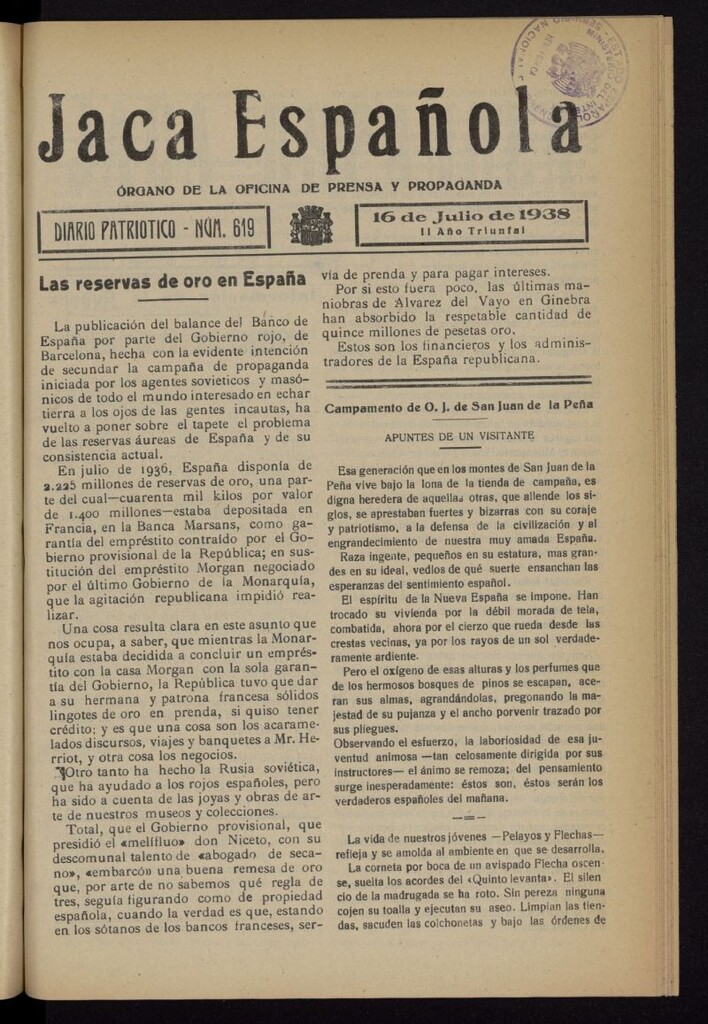 Jaca Española
ÓRGANO DE LA OFICINA DE PRENSA Y PROPAGANDA
DIARIO PATRIOTICO - NÚM. 619
16 de Julio de 1938
II Año Triunfal
Las reservas de oro en España
La publicación del balance del Banco de
España por parte del Gobierno rojo, de
Barcelona, hecha con la evidente intención
de secundar la campaña de propaganda
iniciada por los agentes sovieticos y masó-
nicos de todo el mundo interesado en echar
tierra a los ojos de las gentes incautas, ha
vuelto a poner sobre el tapete el problema
de las reservas áureas de España y de su
consistencia actual.
En julio de 1936, España disponía de
2.225 millones de reservas de oro, una par-
te del cual—cuarenta mil kilos por valor
de 1.400 millones—estaba depositada en
Francia, en la Banca Marsans, como ga-
rantía del empréstito contraído por el Go-
bierno provisional de la República; en sus-
titución del empréstito Morgan negociado
por el último Gobierno de la Monarquía,
que la agitación republicana impidió rea-
lizar.
Una cosa resulta clara en este asunto que
nos ocupa, a saber, que mientras la Monar-
quía estaba decidida a concluir un emprés-
tito con la casa Morgan con la sola garan-
tía del Gobierno, la República tuvo que dar
a su hermana y patrona francesa sólidos
lingotes de oro en prenda, si quiso tener
crédito; y es que una cosa son los acarame-
lados discursos, viajes y banquetes a Mr. He-
rriot, y otra cosa los negocios.
Otro tanto ha hecho la Rusia soviética,
que ha ayudado a los rojos españoles, pero
ha sido a cuenta de las joyas y obras de ar-
te de nuestros museos y colecciones.
Total, que el Gobierno provisional, que
presidió el «melífluo» don Niceto, con su
descomunal talento de «abogado de seca-
no», «embarcó» una buena remesa de oro
que, por arte de no sabemos qué regla de
tres, seguía figurando como de propiedad
española, cuando la verdad es que, estando
en los sótanos de los bancos franceses, ser-
vía de prenda y para pagar intereses.
Por si esto fuera poco, las últimas ma-
niobras de Alvarez del Vayo en Ginebra
han absorbido la respetable cantidad de
quince millones de pesetas oro.
Estos son los financieros y los adminis-
tradores de la España republicana.
Campamento de O. J. de San Juan de la Peña
APUNTES DE UN VISITANTE
Esa generación que en los montes de San Juan de la
Peña vive bajo la lona de la tienda de campaña, es
digna heredera de aquellas otras, que allende los si-
glos, se aprestaban fuertes y bizarras con su coraje
y patriotismo, a la defensa de la civilización y al
engrandecimiento de nuestra muy amada España.
Raza ingente, pequeños en su estatura, mas gran-
des en su ideal, vedlos de qué suerte ensanchan las
esperanzas del sentimiento español.
El espíritu de la Nueva España se impone. Han
trocado su vivienda por la débil morada de tela,
combatida, ahora por el cierzo que rueda desde las
crestas vecinas, ya por los rayos de un sol verdade-
ramente ardiente.
Pero el oxígeno de esas alturas y los perfumes que
de los hermosos bosques de pinos se escapan, ace-
ran sus almas, agrandándolas, pregonando la ma-
jestad de su pujanza y el ancho porvenir trazado por
sus pliegues.
Observando el esfuerzo, la laboriosidad de esa ju-
ventud animosa —tan celosamente dirigida por sus
instructores— el ánimo se remoza; del pensamiento
surge inesperadamente: éstos son, éstos serán los
verdaderos españoles del mañana.
La vida de nuestros jóvenes —Pelayos y Flechas—
refleja y se amolda al ambiente en que se desarrolla.
La corneta por boca de un avispado Flecha oscen-
se, suelta los acordes del «Quinto levanta». El silen
cio de la madrugada se ha roto. Sin pereza ninguna
cojen su toalla y ejecutan su aseo. Limpian las tien-
das, sacuden las colchonetas y bajo las órdenes de